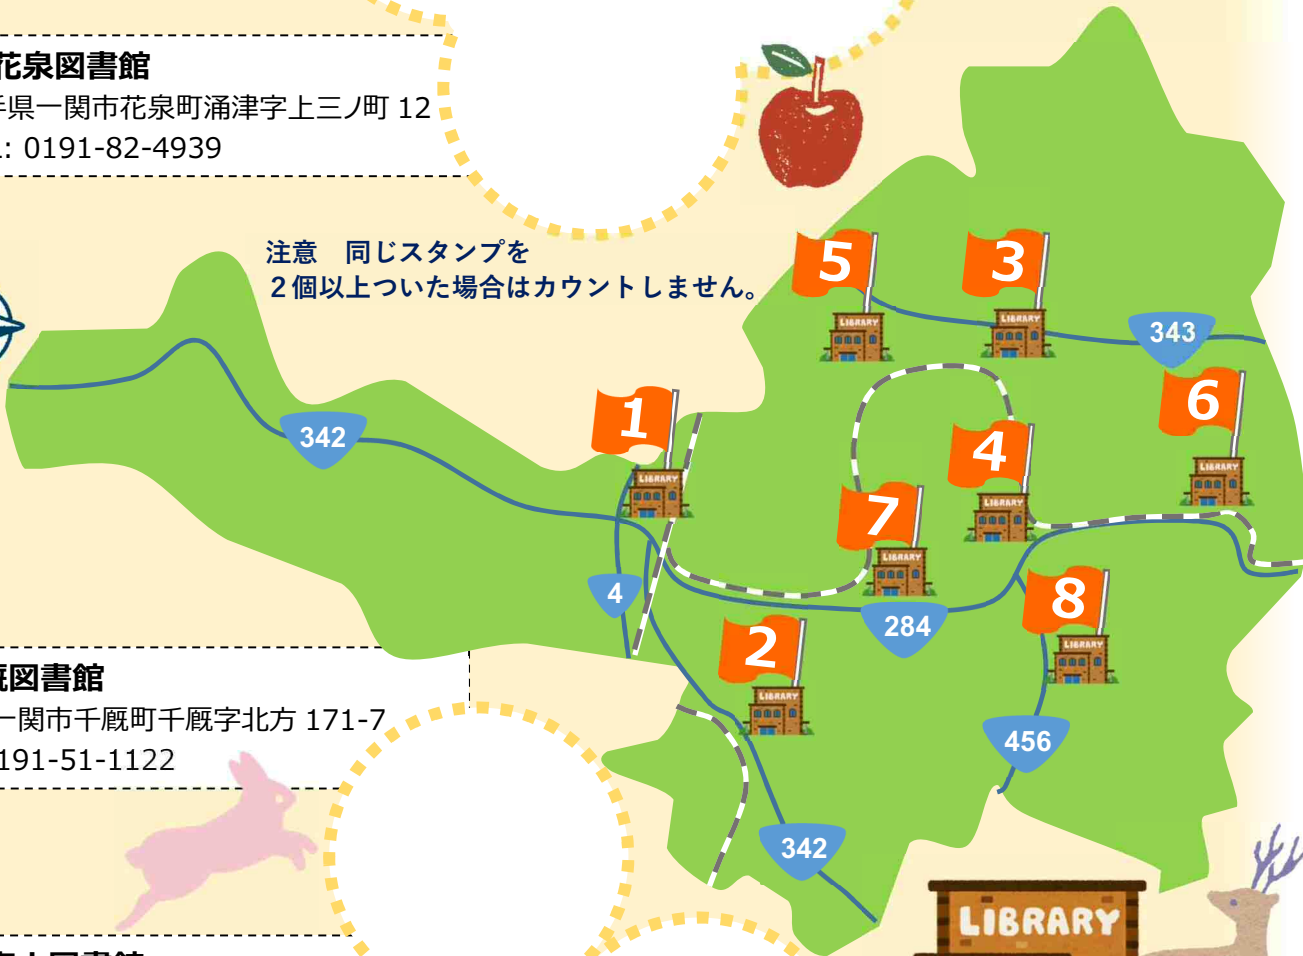 花泉図書館
手県一関市花泉町涌津字上三ノ町 12
: 0191-82-4939
注意　同じスタンプを
２個以上ついた場合はカウントしません。
5
3
343
6
1
342
4
7
4
284
8
2
456
342
LIBRARY
LIBRARY
LIBRARY
LIBRARY
LIBRARY
LIBRARY
LIBRARY
LIBRARY
厩図書館
一関市千厩町千厩字北方 171-7
191-51-1122
LIBRARY